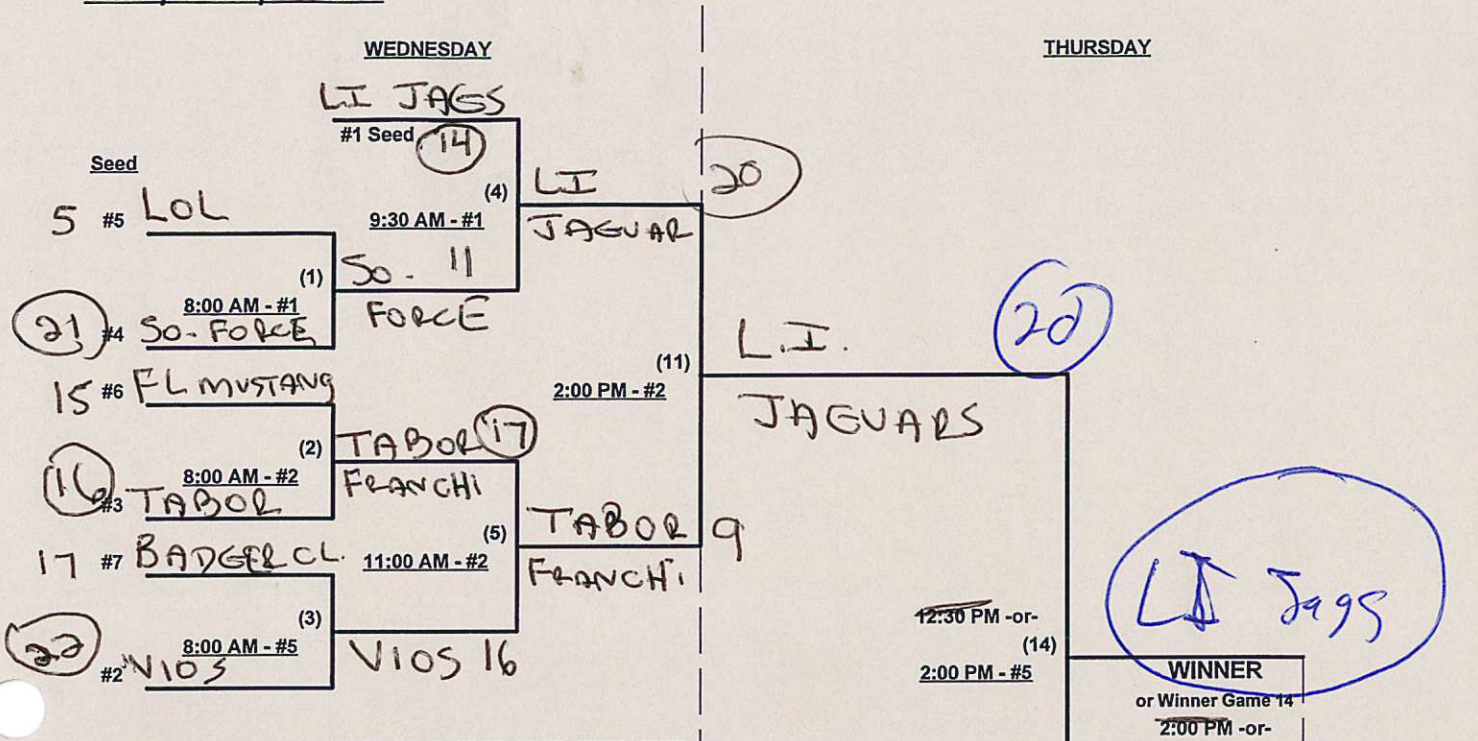 WEDNESDAY
THURSDAY
LI JAGS
#1 Seed 14
Seed
(4)
9:30 AM - #1
LI
JAGUAR
20
5 #5 LOL
(1)
8:00 AM - #1
SO- 11
FORCE
21 #4 SO-FORCE
15 #6 FL MUSTANG
(2)
8:00 AM - #2
TABOR 17
FRANCHI
16 #3 TABOR
(11)
2:00 PM - #2
L.I.
JAGUARS
20
17 #7 BADGER CL.
(5)
11:00 AM - #2
TABOR 9
FRANCHI
(3)
8:00 AM - #5
22 #2 VIOS
VIOS 16
12:30 PM -or-
(14)
2:00 PM - #5
LI Jags
WINNER
or Winner Game 14
2:00 PM -or-